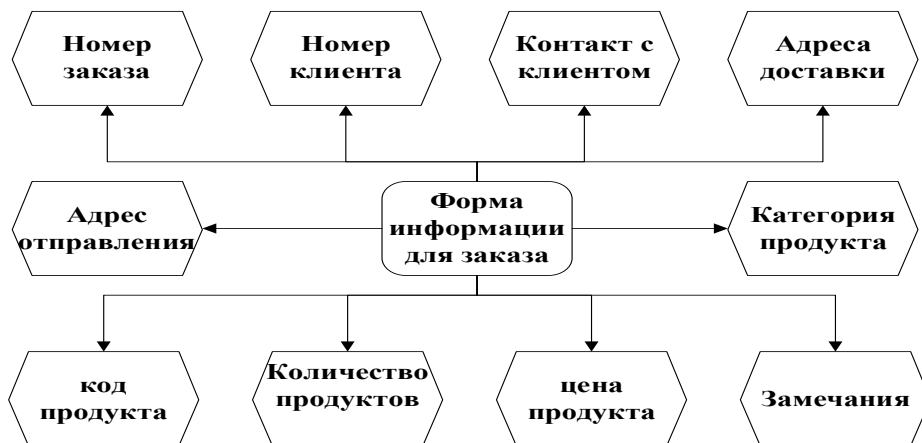 Номер
заказа
Номер
клиента
Контакт с
клиентом
Адреса
доставки
Адрес
отправления
Форма
информации
для заказа
Категория
продукта
код
продукта
Количество
продуктов
цена
продукта
Замечания